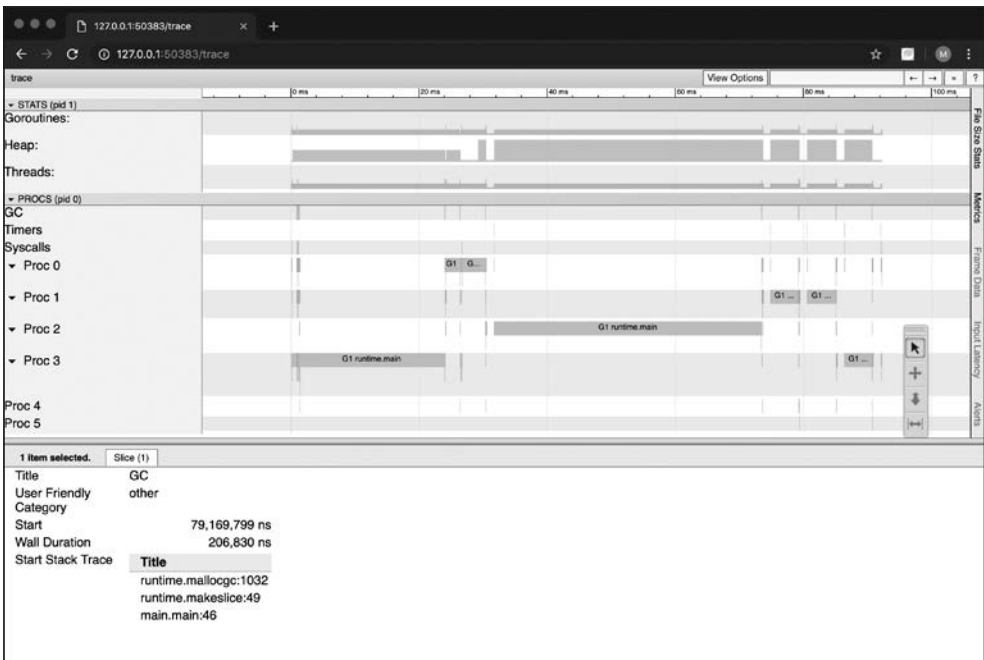 127.0.0.1:50383/trace × +
127.0.0.1:50383/trace M
trace View Options ← → » ?
0 ms 20 ms 40 ms 60 ms 80 ms 100 ms
STATS (pid 1)
Goroutines:
Heap:
Threads:
PROCS (pid 0)
GC
Timers
Syscalls
Proc 0 G1 G...
Proc 1 G1 ... G1 ...
Proc 2 G1 runtime.main
Proc 3 G1 runtime.main G1 ...
Proc 4
Proc 5
File Size Stats
Metrics
Frame Data
Input Latency
Alerts
1 item selected. Slice (1)
Title GC
User Friendly other
Category
Start 79,169,799 ns
Wall Duration 206,830 ns
Start Stack Trace Title
runtime.mallocgc:1032
runtime.makeslice:49
main.main:46